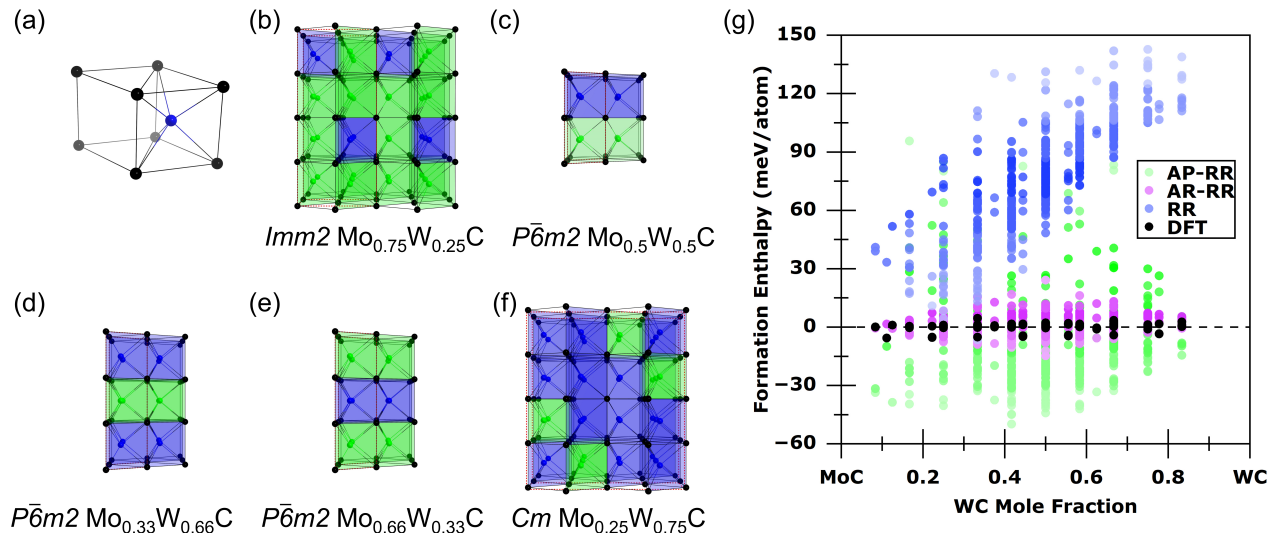 (a)
(b)
Imm2 Mo0.75W0.25C
(c)
P6̅m2 Mo0.5W0.5C
(d)
P6̅m2 Mo0.33W0.66C
(e)
P6̅m2 Mo0.66W0.33C
(f)
Cm Mo0.25W0.75C
(g)
Formation Enthalpy (meV/atom)
150
120
90
60
30
0
−30
−60
AP-RR
AR-RR
RR
DFT
MoC 0.2 0.4 0.6 0.8 WC
WC Mole Fraction